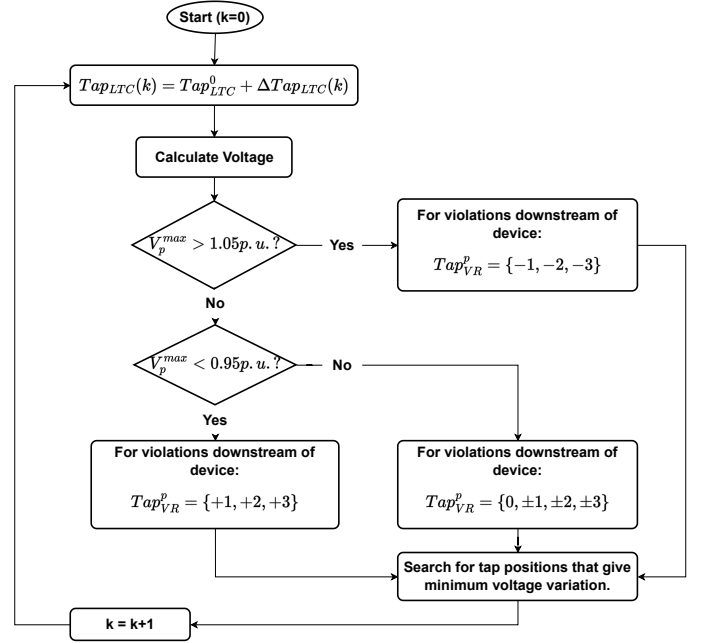 Start (k=0)
Tap_{LTC}(k) = Tap^0_{LTC} + ΔTap_{LTC}(k)
Calculate Voltage
V^{max}_p > 1.05p.u.?
Yes
For violations downstream of
device:
Tap^p_{VR} = {−1, −2, −3}
No
V^{max}_p < 0.95p.u.?
No
Yes
For violations downstream of
device:
Tap^p_{VR} = {+1, +2, +3}
For violations downstream of
device:
Tap^p_{VR} = {0, ±1, ±2, ±3}
Search for tap positions that give
minimum voltage variation.
k = k+1